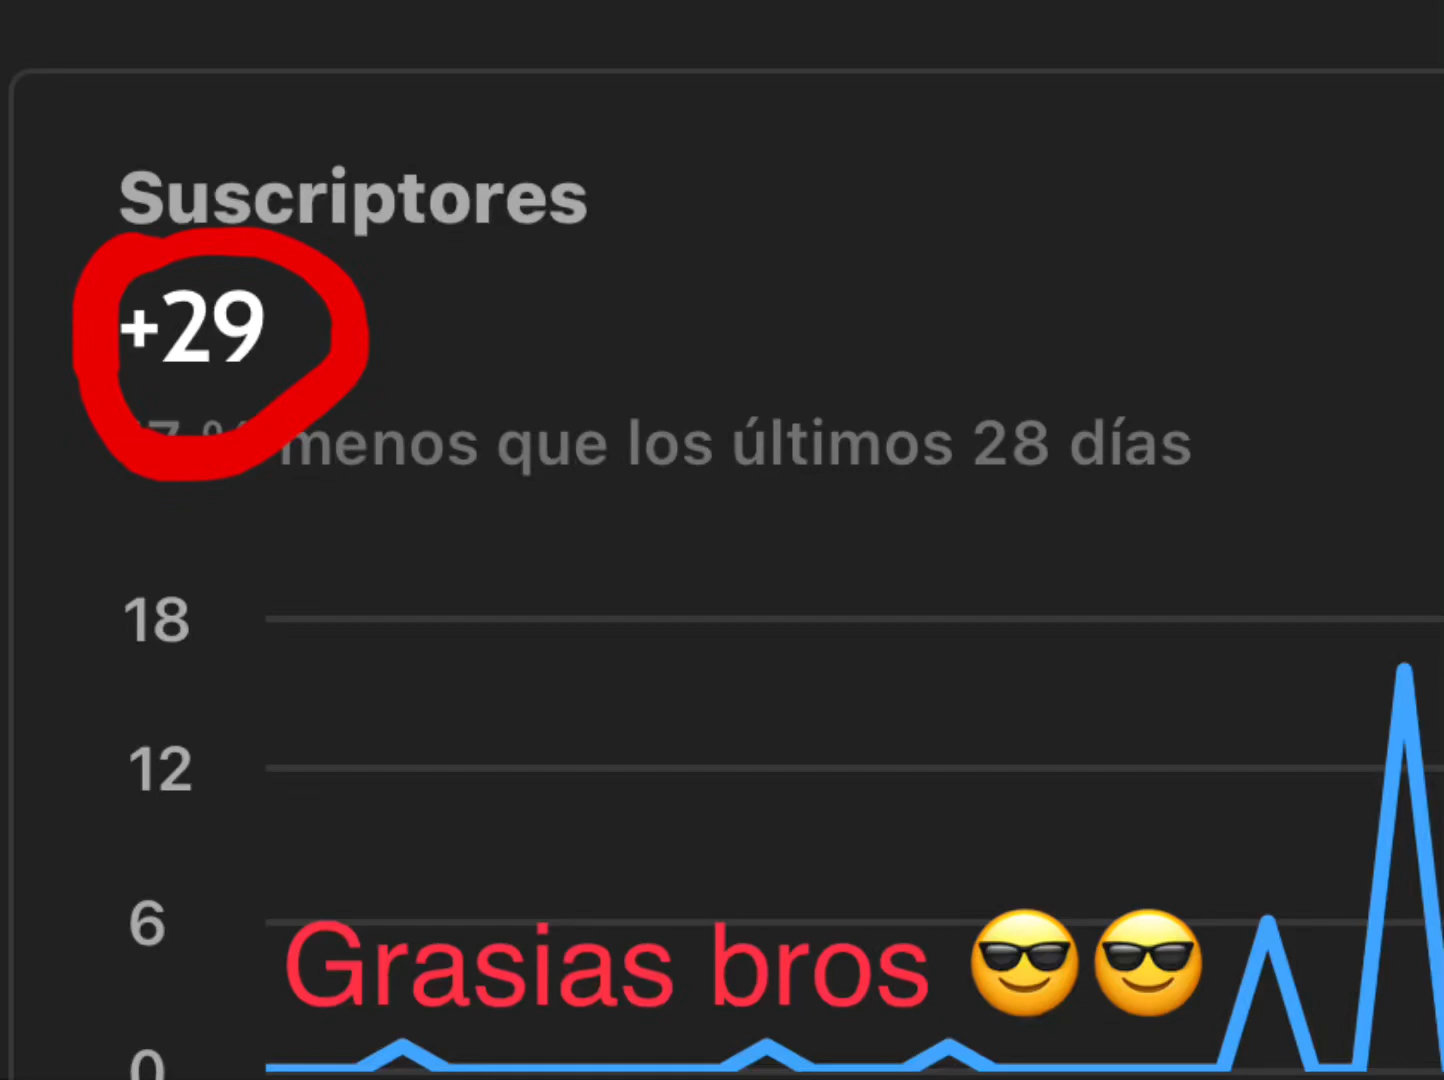 Suscriptores
+29
menos que los últimos 28 días
18
12
6
Grasias bros 😎😎
0